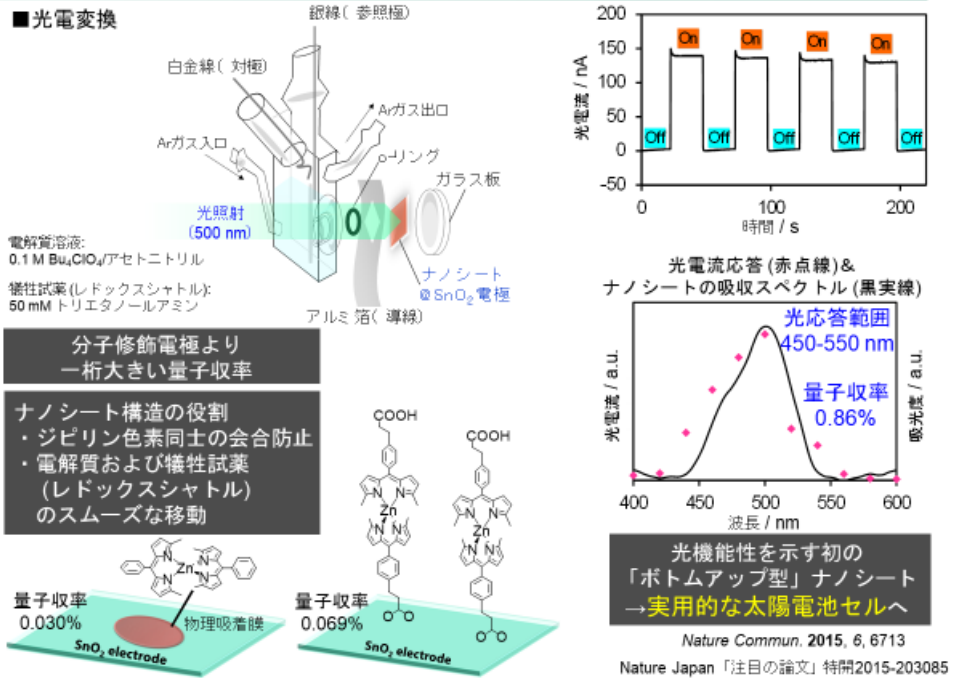 ■光電変換
銀線( 参照極)
白金線( 対極)
Arガス出口
Arガス入口
o-リング
ガラス板
光照射
(500 nm)
電解質溶液:
0.1 M Bu₄ClO₄/アセトニトリル
犠牲試薬(レドックスシャトル):
50 mM トリエタノールアミン
ナノシート
@SnO₂電極
アルミ箔( 導線)
200
150
100
50
0
-50
光電流 / nA
On
On
On
On
Off
Off
Off
Off
Off
0
100
200
時間 / s
分子修飾電極より
一桁大きい量子収率
ナノシート構造の役割
・ジピリン色素同士の会合防止
・電解質および犠牲試薬
(レドックスシャトル)
のスムーズな移動
N
N
Zn
N
N
量子収率
0.030%
物理吸着膜
SnO₂ electrode
COOH
N
N
Zn
N
N
O
O
COOH
N
N
Zn
N
N
O
O
量子収率
0.069%
SnO₂ electrode
光電流応答 (赤点線)&
ナノシートの吸収スペクトル (黒実線)
光応答範囲
450-550 nm
量子収率
0.86%
光電流 / a.u.
吸光度 / a.u.
400
450
500
550
600
波長 / nm
光機能性を示す初の
「ボトムアップ型」ナノシート
→実用的な太陽電池セルへ
Nature Commun. 2015, 6, 6713
Nature Japan「注目の論文」特開2015-203085